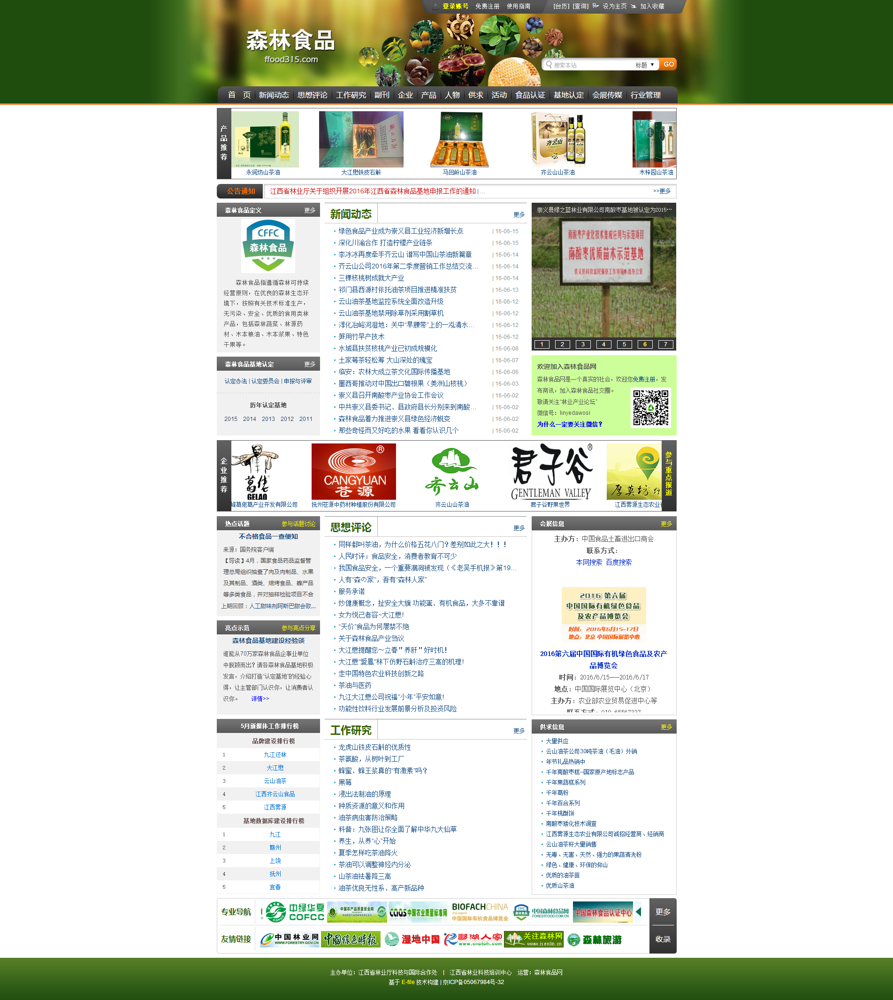 登录账号 免费注册 使用指南 [台历] [查询] 设为主页 加入收藏
森林食品
ffood315.com
搜索本站 标题 ▼ GO
首 页 新闻动态 思想评论 工作研究 副刊 企业 产品 人物 供求 活动 食品认证 基地认定 会展传媒 行业管理
产品推荐
永润坊山茶油 大江懋铁皮石斛 马回岭山茶油 齐云山山茶油 木梓园山茶油
公告通知 江西省林业厅关于组织开展2016年江西省森林食品基地申报工作的通知 | ... >>更多
森林食品定义 更多
CFFC
森林食品
森林食品指遵循森林可持续
经营原则，在优良的森林生态环
境下，按照有关技术标准生产，
无污染、安全、优质的食用类林
产品，包括森林蔬菜、林源药
材、木本粮油、木本浆果、特色
干果等。
森林食品基地认定 更多
认定办法 | 认定委员会 | 申报与评审
历年认定基地
2015 2014 2013 2012 2011
新闻动态 更多
绿色食品产业成为崇义县工业经济新增长点 | 16-06-15
深化川渝合作 打造柠檬产业链条 | 16-06-15
李冰冰再度牵手齐云山 谱写中国山茶油新篇章 | 16-06-14
齐云山公司2016年第二季度营销工作总结交流... | 16-06-14
三棵核桃树成就大产业 | 16-06-14
祁门县西源村依托油茶项目推进精准扶贫 | 16-06-13
云山油茶基地监控系统全面改造升级 | 16-06-12
云山油茶基地禁用除草剂采用割草机 | 16-06-12
淳化冶峪河湿地：关中“旱腰带”上的一泓清水... | 16-06-12
笋用竹早产技术 | 16-06-12
水城县扶贫核桃产业已初成规模化 | 16-06-08
土家莓茶轻松筹 大山深处的瑰宝 | 16-06-07
临安：农林大成立茶文化国际传播基地 | 16-06-06
墨西哥推动对中国出口碧根果（美洲山核桃） | 16-06-03
崇义县召开南酸枣产业协会工作会议 | 16-06-02
中共崇义县委书记、县政府县长分别来到南酸... | 16-06-02
森林食品着力推进崇义县绿色经济蜕变 | 16-06-02
那些奇怪而又好吃的水果 看看你认识几个 | 16-06-02
崇义县绿之蓝林业有限公司南酸枣基地被认定为2015…
南酸枣产业化技术集成应用与示范项目
南酸枣优质苗木示范基地
1 2 3 4 5 6 7
欢迎加入森林食品网
森林食品网是一个真实的社会，欢迎您免费注册，发
布商讯，加入森林食品社交圈。
敬请关注“林业产业论坛”
微信号：linyedawosi
为什么一定要关注微信？
企业推荐
葛佬
GELAO
CANGYUAN
苍源
齐云山
君子谷
GENTLEMAN VALLEY
厚莫坊
参与重点报道
峰葛佬葛产业开发有限公司 抚州苍源中药材种植股份有限公司 齐云山山茶油 君子谷野果世界 江西雾源生态农业
热点话题 参与话题讨论
不合格食品一查便知
来源：国务院客户端
【导读】4月，国家食品药品监督管
理总局组织抽查了肉及肉制品、水果
及其制品、酒类、焙烤食品、蜂产品
等多类食品，并对抽样检验项目不合
上期回顾：人工甜味剂阿斯巴甜会致...
亮点示范 参与亮点分享
森林食品基地建设经验谈
谁能从70万家森林食品企事业单位
中脱颖而出？请各森林食品基地积极
发言，介绍打造“认定基地”的经验心
得，让主管部门认识你，让消费者认
识你。 详情>>
思想评论 更多
同样都叫茶油，为什么价格五花八门？差别如此之大！！！
人民时评：食品安全，消费者教育不可少
我国食品安全，一个重要漏洞被发现（《老吴手机报》第19...
人有“森の家”，吾有“森林人家”
服务承诺
炒健康概念，扯安全大旗 功能蛋、有机食品，大多不靠谱
女为悦己者容~大江懋！
“天价”食品为何屡禁不绝
关于森林食品产业刍议
大江懋提醒您～立春＂养肝＂好时机！
大江懋“愛凰”林下仿野石斛治疗三高的机理！
走中国特色农业科技创新之路
茶油与医药
九江大江懋公司祝福“小年”平安如意！
功能性饮料行业发展前景分析及投资风险
会展信息 更多
主办方：中国食品土畜进出口商会
联系方式：
本网搜索 百度搜索
2016 第六届
中国国际有机绿色食品
及农产品博览会
时间：2016年6月15-17日
地点：北京 中国国际展览中心
2016第六届中国国际有机绿色食品及农产
品博览会
时间：2016/6/15——2016/6/17
地点：中国国际展览中心（北京）
主办方：农业部农业贸易促进中心等
联系方式：010-65567337
5月新媒体工作排行榜
品牌建设排行榜
1 九江还林
2 大江懋
3 云山油茶
4 江西齐云山食品
5 江西雾源
基地数据库建设排行榜
1 九江
2 赣州
3 上饶
4 抚州
5 宜春
工作研究 更多
龙虎山铁皮石斛的优质性
茶氨酸，从树叶到工厂
蜂蜜、蜂王浆真的“有激素”吗？
黑莓
浸出法制油的原理
种质资源的意义和作用
油茶病虫害防治策略
科普：九张图让你全面了解中华九大仙草
养生，从养“心”开始
夏季怎样吃茶油降火
茶油可以调整神经内分泌
山茶油祛暑降三高
油茶优良无性系、高产新品种
供求信息 更多
大量供应
云山油茶公司30吨茶油（毛油）外销
年节礼品热销中
千年南酸枣糕--国家原产地标志产品
千年果蔬糕系列
千年葛粉
千年百合系列
千年桃酥饼
南酸枣矮化技术调查
江西雾源生态农业有限公司诚招经营商、经销商
云山油茶籽大量销售
无毒、无害、天然、强力的果蔬清洗粉
绿色、健康、环保的仰山
优质的油茶苗
优质山茶油
专业导航 中绿华夏 COFCC 中国农产品质量安全网 CAQS中国农业质量标准网 BIOFACHCHINA 中国国际有机食品博览会 中国森林食品网 FORESTFOOD.COM.CN 中国森林食品认证中心 更多
友情链接 中国林业网 WWW.FORESTRY.GOV.CN 中国绿色时报 湿地中国 鄱湖人家 www.cnplph.com 关注森林网 www.isenlin.cn 森林旅游 收录
主办单位：江西省林业厅科技与国际合作处 | 江西省林业科技培训中心 运营：森林食品网
基于 E-file 技术构建 | 京ICP备05067984号-32